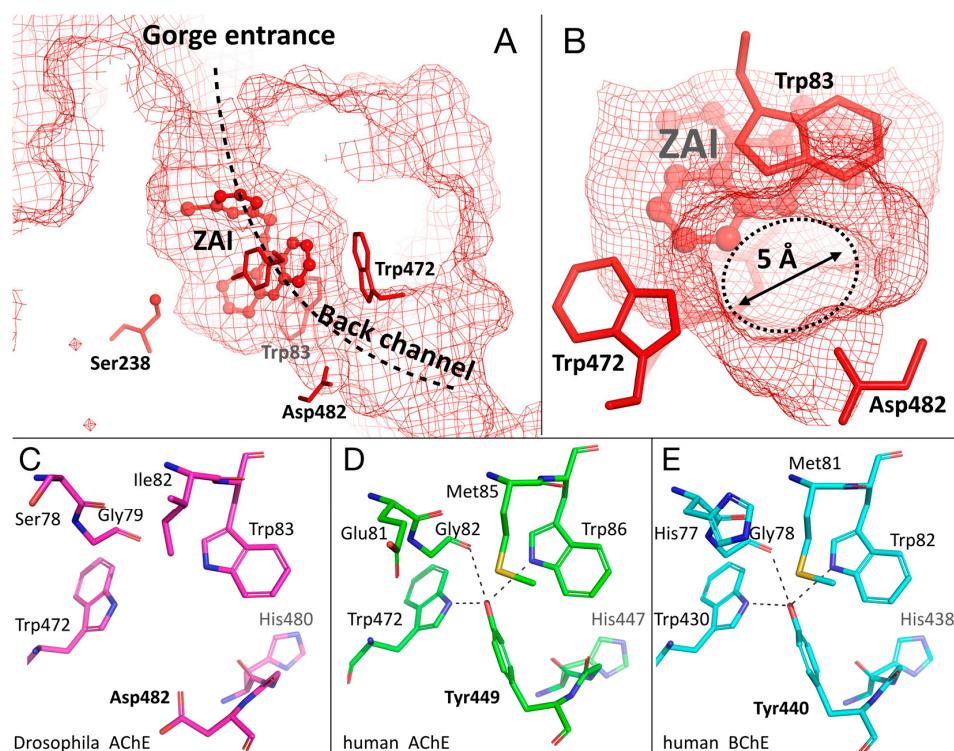 Gorge entrance
A
ZAI
Trp472
Ser238
Trp83
Back channel
Asp482
B
Trp83
ZAI
5 Å
Trp472
Asp482
C
Ile82
Ser78
Gly79
Trp83
Trp472
His480
Asp482
Drosophila AChE
D
Met85
Glu81
Gly82
Trp86
Trp472
His447
Tyr449
human AChE
E
Met81
His77
Gly78
Trp82
Trp430
His438
Tyr440
human BChE